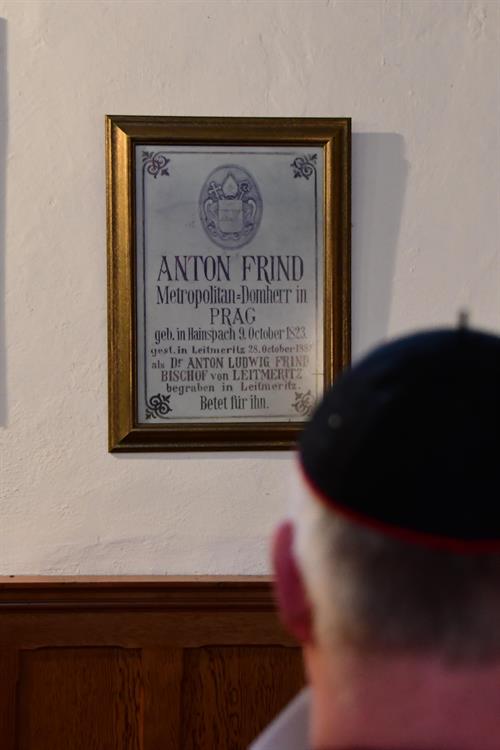 ANTON FRIND
Metropolitan=Domherr in
PRAG
geb. in Hainspach 9. October 1823.
gest. in Leitmeritz 28. October 1881
als Dr ANTON LUDWIG FRIND
BISCHOF von LEITMERITZ
begraben in Leitmeritz.
Betet für ihn.